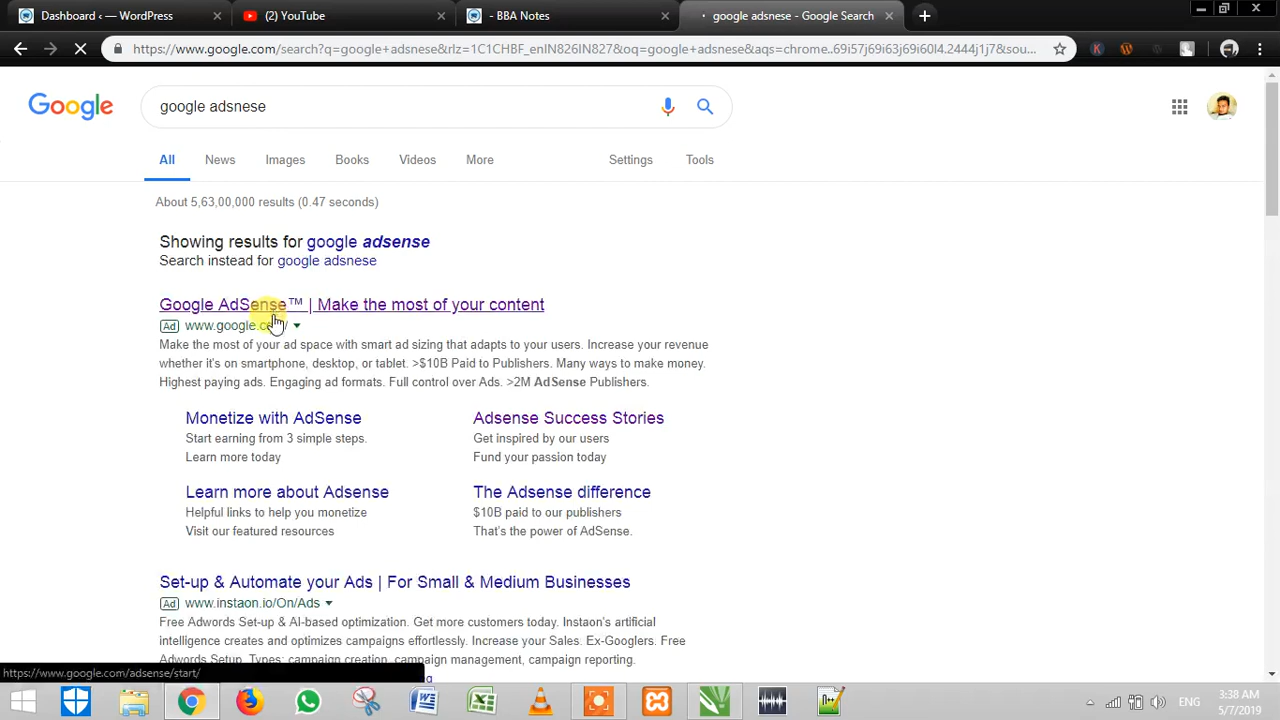 Dashboard ‹ — WordPress
(2) YouTube
- BBA Notes
google adsnese - Google Search
https://www.google.com/search?q=google+adsnese&rlz=1C1CHBF_enIN826IN827&oq=google+adsnese&aqs=chrome..69i57j69i63j69i60l4.2444j1j7&sou...
Google
google adsnese
All
News
Images
Books
Videos
More
Settings
Tools
About 5,63,00,000 results (0.47 seconds)
Showing results for google adsense
Search instead for google adsnese
Google AdSense™ | Make the most of your content
Ad
Make the most of your ad space with smart ad sizing that adapts to your users. Increase your revenue
whether it's on smartphone, desktop, or tablet. >$10B Paid to Publishers. Many ways to make money.
Highest paying ads. Engaging ad formats. Full control over Ads. >2M AdSense Publishers.
Monetize with AdSense
Start earning from 3 simple steps.
Learn more today
Adsense Success Stories
Get inspired by our users
Fund your passion today
Learn more about Adsense
Helpful links to help you monetize
Visit our featured resources
The Adsense difference
$10B paid to our publishers
That's the power of AdSense.
Set-up & Automate your Ads | For Small & Medium Businesses
Ad www.instaon.io/On/Ads
Free Adwords Set-up & AI-based optimization. Get more customers today. Instaon's artificial
intelligence creates and optimizes campaigns effortlessly. Increase your Sales. Ex-Googlers. Free
Adwords Setup. Types: campaign creation, campaign management, campaign reporting.
https://www.google.com/adsense/start/
ENG
3:38 AM
5/7/2019